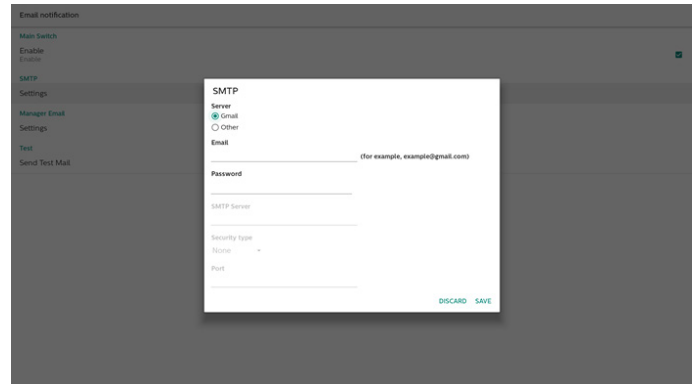 Email notification
Main Switch
Enable
Enable
SMTP
Settings
Manager Email
Settings
Test
Send Test Mail
SMTP
Server
Gmail
Other
Email
(for example, example@gmail.com)
Password
SMTP Server
Security type
None
Port
DISCARD SAVE